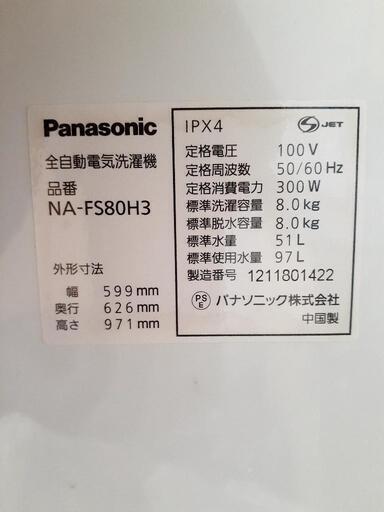 Panasonic
全自動電気洗濯機
品番
NA-FS80H3
外形寸法
幅 599mm
奥行 626mm
高さ 971mm
IPX4
S JET
定格電圧 100V
定格周波数 50/60Hz
定格消費電力 300W
標準洗濯容量 8.0kg
標準脱水容量 8.0kg
標準水量 51L
標準使用水量 97L
製造番号 1211801422
PS E パナソニック株式会社
中国製